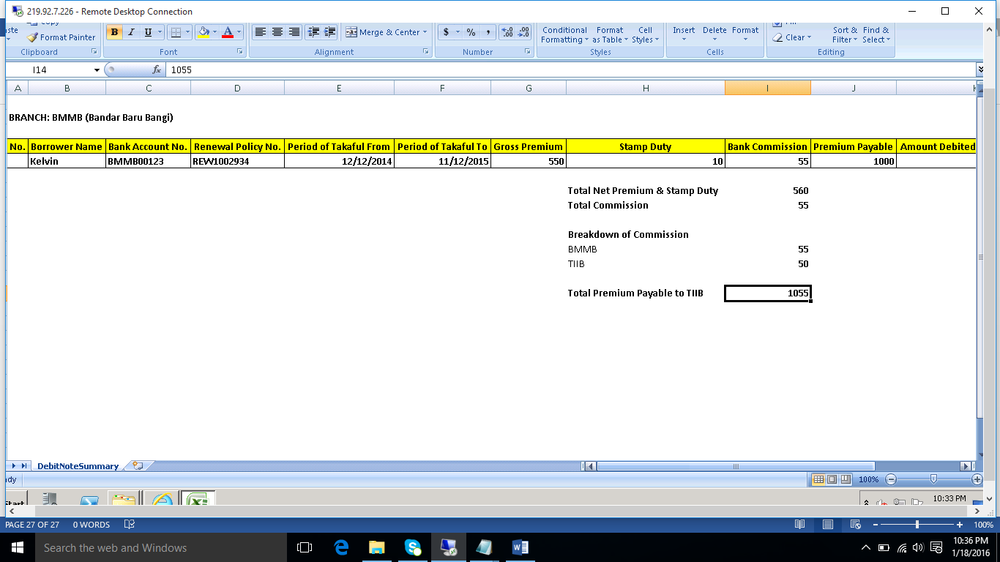 219.92.7.226 - Remote Desktop Connection
Format Painter
Clipboard
B I U
Font
Merge & Center
Alignment
$ % ,
Number
Conditional Formatting
Format as Table
Cell Styles
Styles
Insert Delete Format
Cells
Clear
Sort & Filter
Find & Select
Editing
I14 fx 1055
A B C D E F G H I J
BRANCH: BMMB (Bandar Baru Bangi)
No. Borrower Name Bank Account No. Renewal Policy No. Period of Takaful From Period of Takaful To Gross Premium Stamp Duty Bank Commission Premium Payable Amount Debited
Kelvin BMMB00123 REW1002934 12/12/2014 11/12/2015 550 10 55 1000
Total Net Premium & Stamp Duty 560
Total Commission 55
Breakdown of Commission
BMMB 55
TIIB 50
Total Premium Payable to TIIB 1055
DebitNoteSummary
100%
10:33 PM
PAGE 27 OF 27 0 WORDS 100%
Search the web and Windows
10:36 PM
1/18/2016